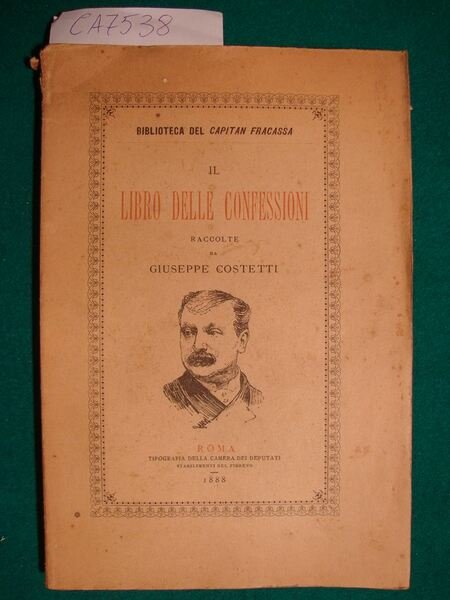 CA7538
BIBLIOTECA DEL CAPITAN FRACASSA
IL
LIBRO DELLE CONFESSIONI
RACCOLTE
DA
GIUSEPPE COSTETTI
ROMA
TIPOGRAFIA DELLA CAMERA DEI DEPUTATI
STABILIMENTI DEL FIBRENO
1888